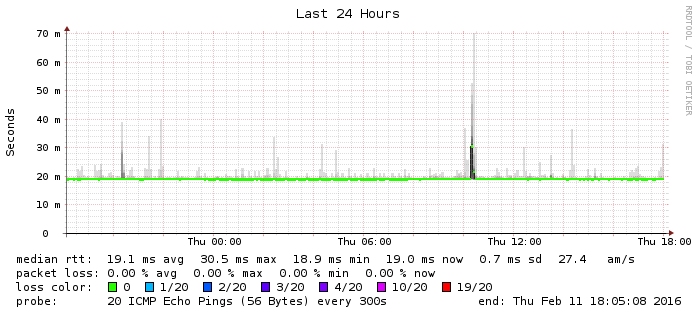 Last 24 Hours
RRDTOOL / TOBI OETIKER
70 m
60 m
50 m
40 m
30 m
20 m
10 m
0
Seconds
Thu 00:00 Thu 06:00 Thu 12:00 Thu 18:00
median rtt: 19.1 ms avg 30.5 ms max 18.9 ms min 19.0 ms now 0.7 ms sd 27.4 am/s
packet loss: 0.00 % avg 0.00 % max 0.00 % min 0.00 % now
loss color: 0 1/20 2/20 3/20 4/20 10/20 19/20
probe: 20 ICMP Echo Pings (56 Bytes) every 300s end: Thu Feb 11 18:05:08 2016